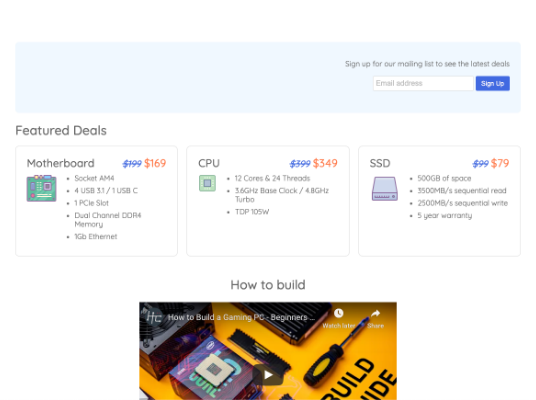 Sign up for our mailing list to see the latest deals
Email address
Sign Up
Featured Deals
Motherboard $199 $169
Socket AM4
4 USB 3.1 / 1 USB C
1 PCIe Slot
Dual Channel DDR4
Memory
1Gb Ethernet
CPU $399 $349
12 Cores & 24 Threads
3.6GHz Base Clock / 4.8GHz
Turbo
TDP 105W
SSD $99 $79
500GB of space
3500MB/s sequential read
2500MB/s sequential write
5 year warranty
How to build
How to Build a Gaming PC - Beginners ...
Watch later
Share
CORE
BUILD